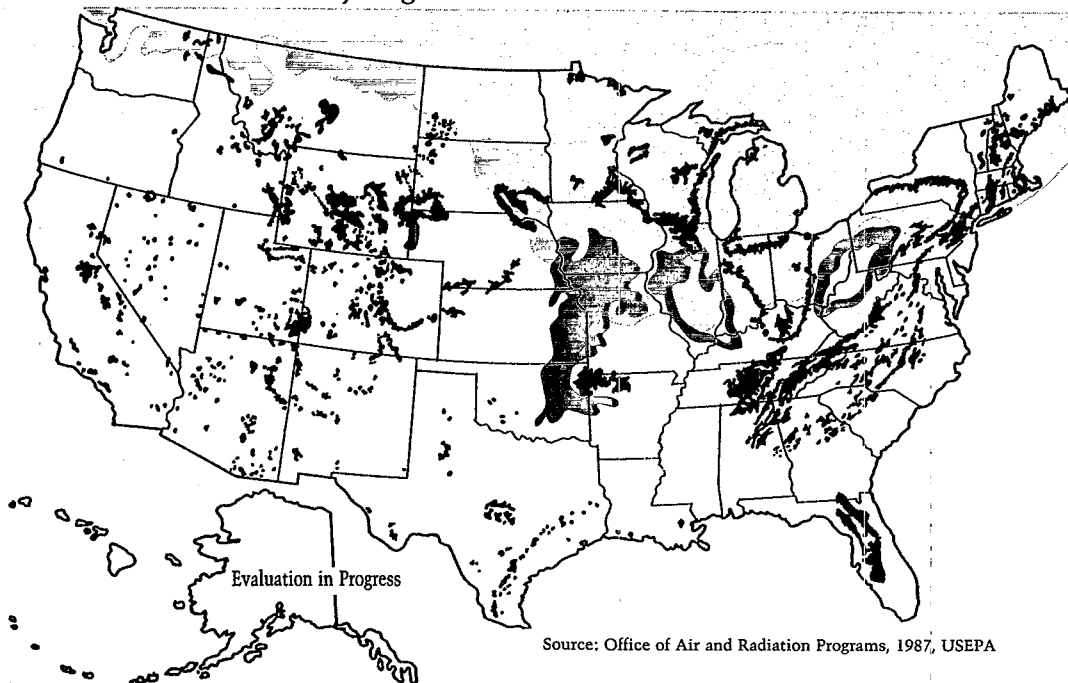 Evaluation in Progress
Source: Office of Air and Radiation Programs, 1987, USEPA